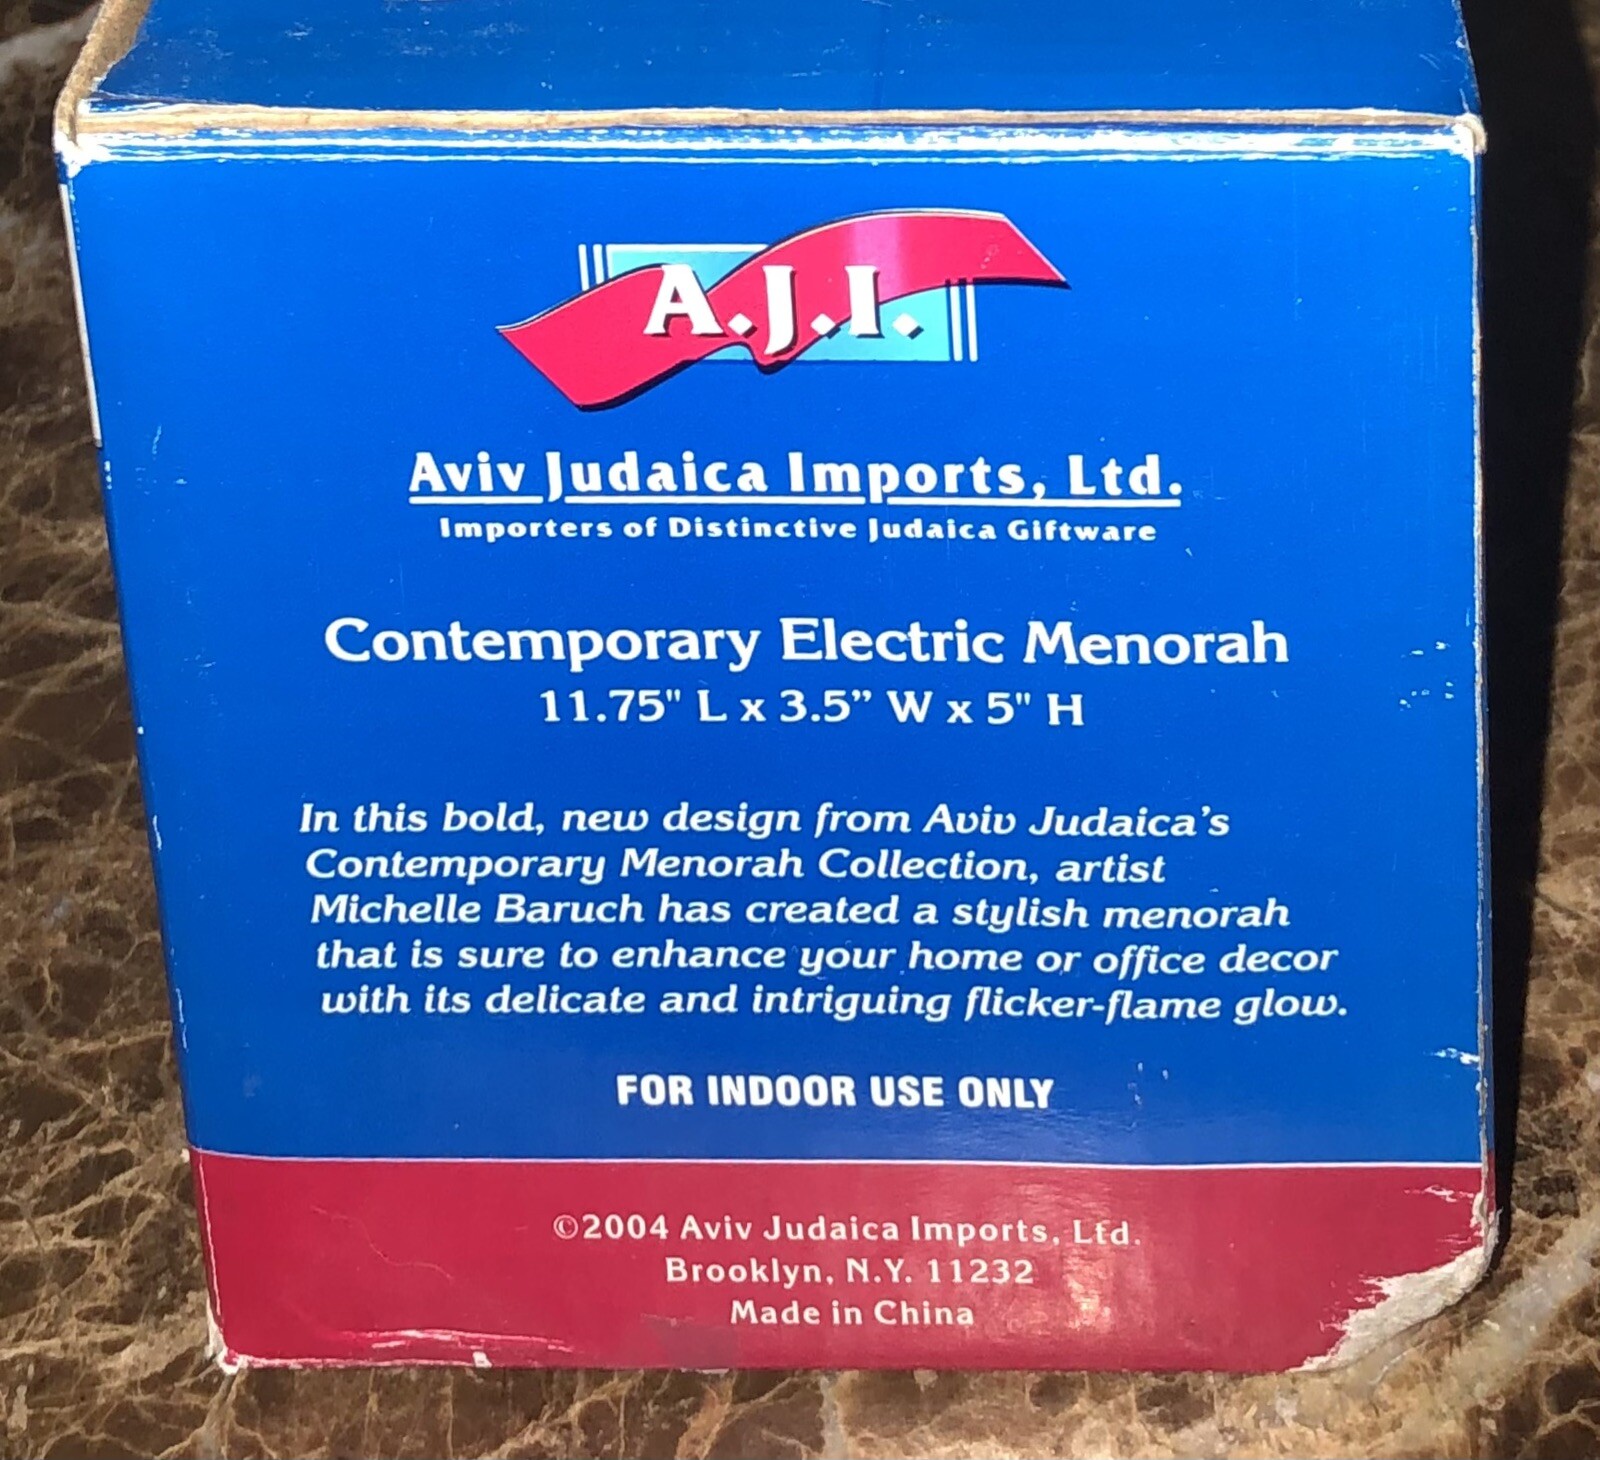 A.J.I.
Aviv Judaica Imports, Ltd.
Importers of Distinctive Judaica Giftware
Contemporary Electric Menorah
11.75" L x 3.5” W x 5" H
In this bold, new design from Aviv Judaica's
Contemporary Menorah Collection, artist
Michelle Baruch has created a stylish menorah
that is sure to enhance your home or office decor
with its delicate and intriguing flicker-flame glow.
FOR INDOOR USE ONLY
©2004 Aviv Judaica Imports, Ltd.
Brooklyn, N.Y. 11232
Made in China